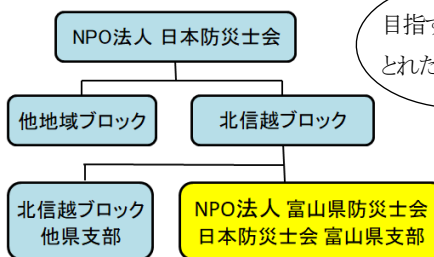 NPO法人 日本防災士会
目指す
とれた
他地域ブロック
北信越ブロック
北信越ブロック
他県支部
NPO法人 富山県防災士会
日本防災士会 富山県支部